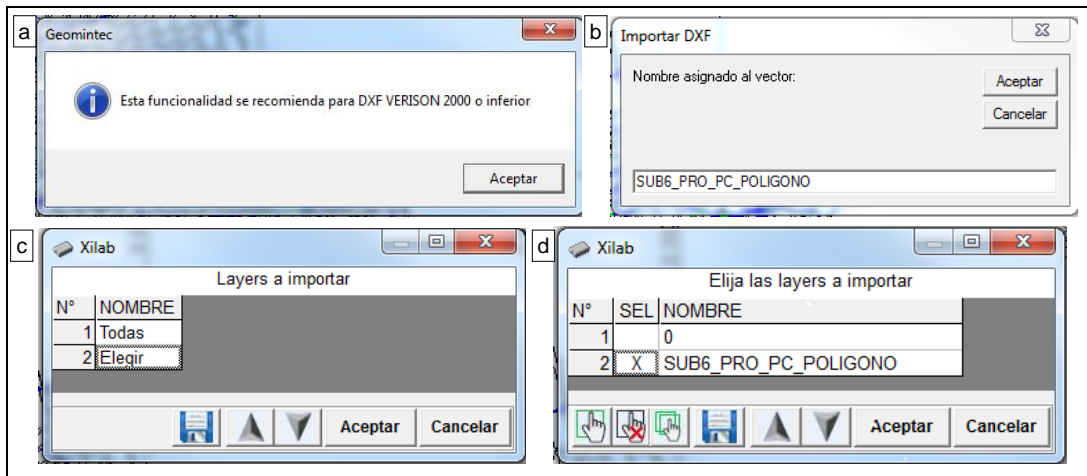 a
Geomintec
Esta funcionalidad se recomienda para DXF VERISON 2000 o inferior
Aceptar
b
Importar DXF
Nombre asignado al vector:
Aceptar
Cancelar
SUB6_PRO_PC_POLIGONO
c
Xilab
Layers a importar
N° NOMBRE
1 Todas
2 Elegir
Aceptar Cancelar
d
Xilab
Elija las layers a importar
N° SEL NOMBRE
1 0
2 X SUB6_PRO_PC_POLIGONO
Aceptar Cancelar